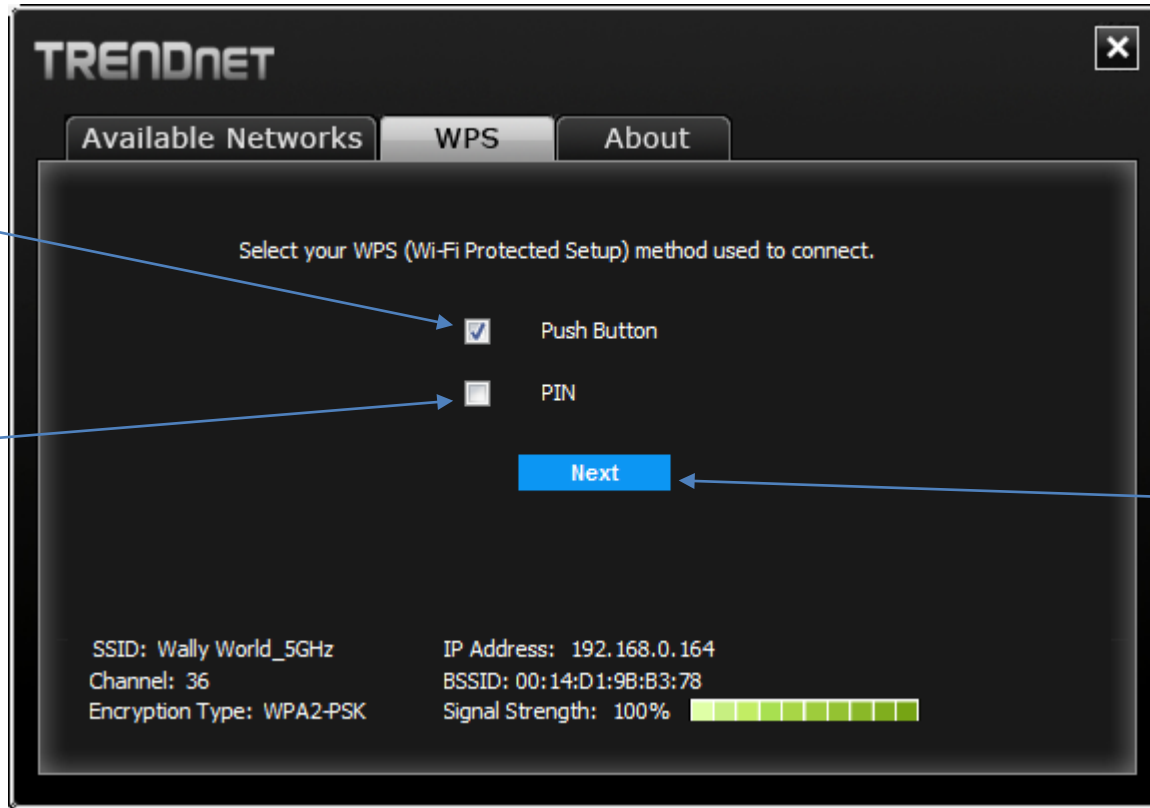 TRENDNET
Available Networks WPS About
Select your WPS (Wi-Fi Protected Setup) method used to connect.
Push Button
PIN
Next
SSID: Wally World_5GHz IP Address: 192.168.0.164
Channel: 36 BSSID: 00:14:D1:9B:B3:78
Encryption Type: WPA2-PSK Signal Strength: 100%